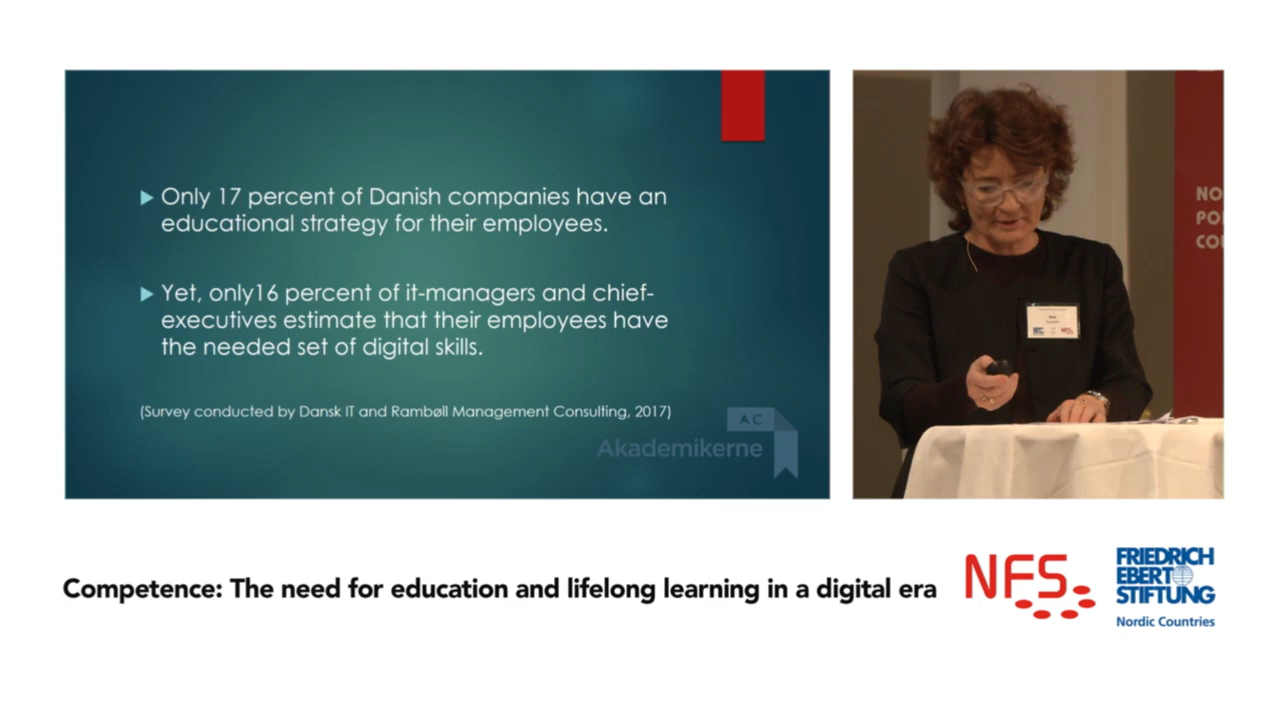 Only 17 percent of Danish companies have an
educational strategy for their employees.
Yet, only16 percent of it-managers and chief-
executives estimate that their employees have
the needed set of digital skills.
(Survey conducted by Dansk IT and Rambøll Management Consulting, 2017)
AC
Akademikerne
NO
PO
COU
NFS
Competence: The need for education and lifelong learning in a digital era
NFS
FRIEDRICH
EBERT
STIFTUNG
Nordic Countries